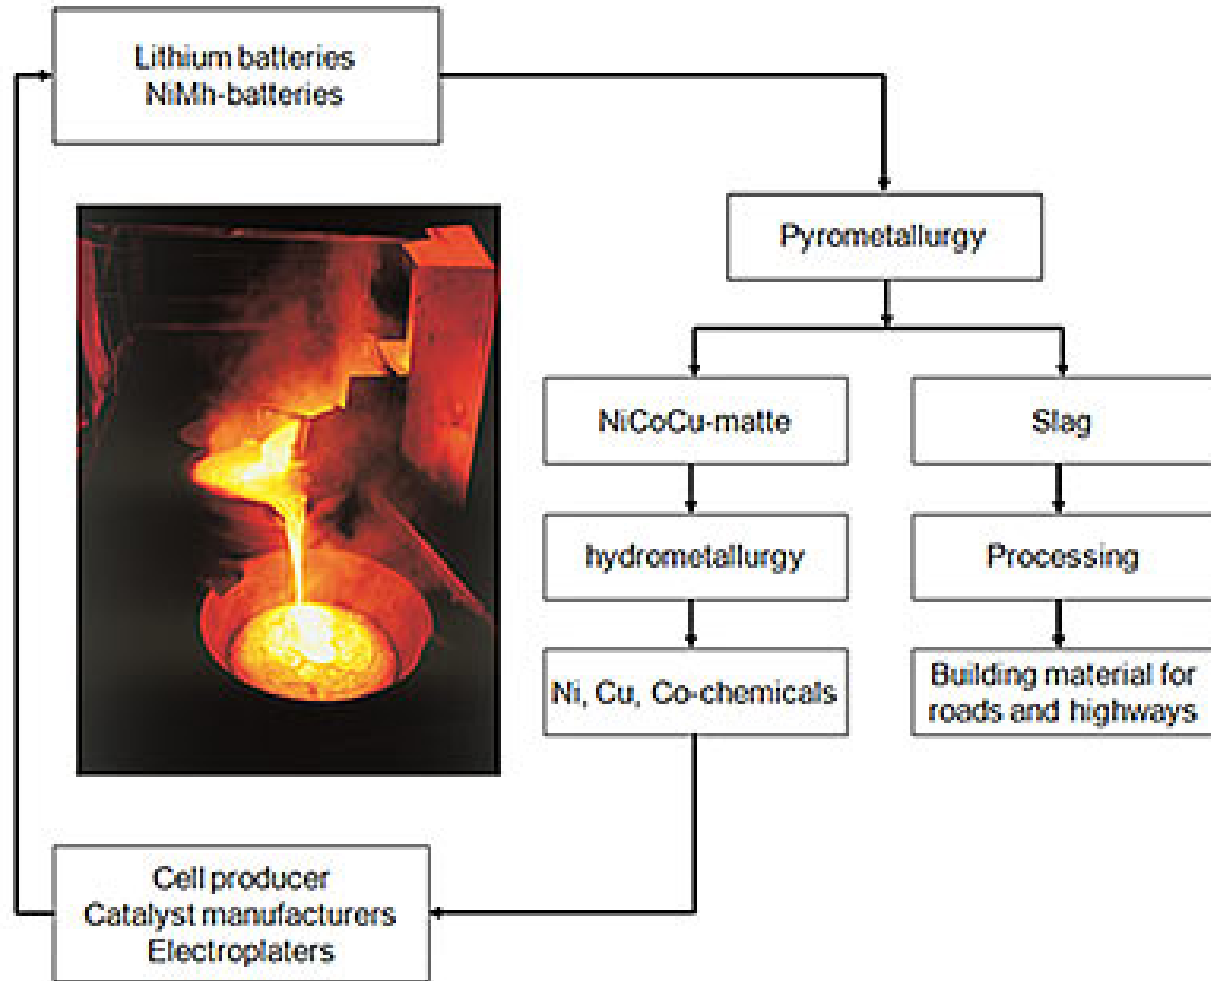 Lithium batteries
NiMh-batteries
Pyrometallurgy
NiCoCu-matte
Slag
hydrometallurgy
Processing
Ni, Cu, Co-chemicals
Building material for
roads and highways
Cell producer
Catalyst manufacturers
Electroplaters